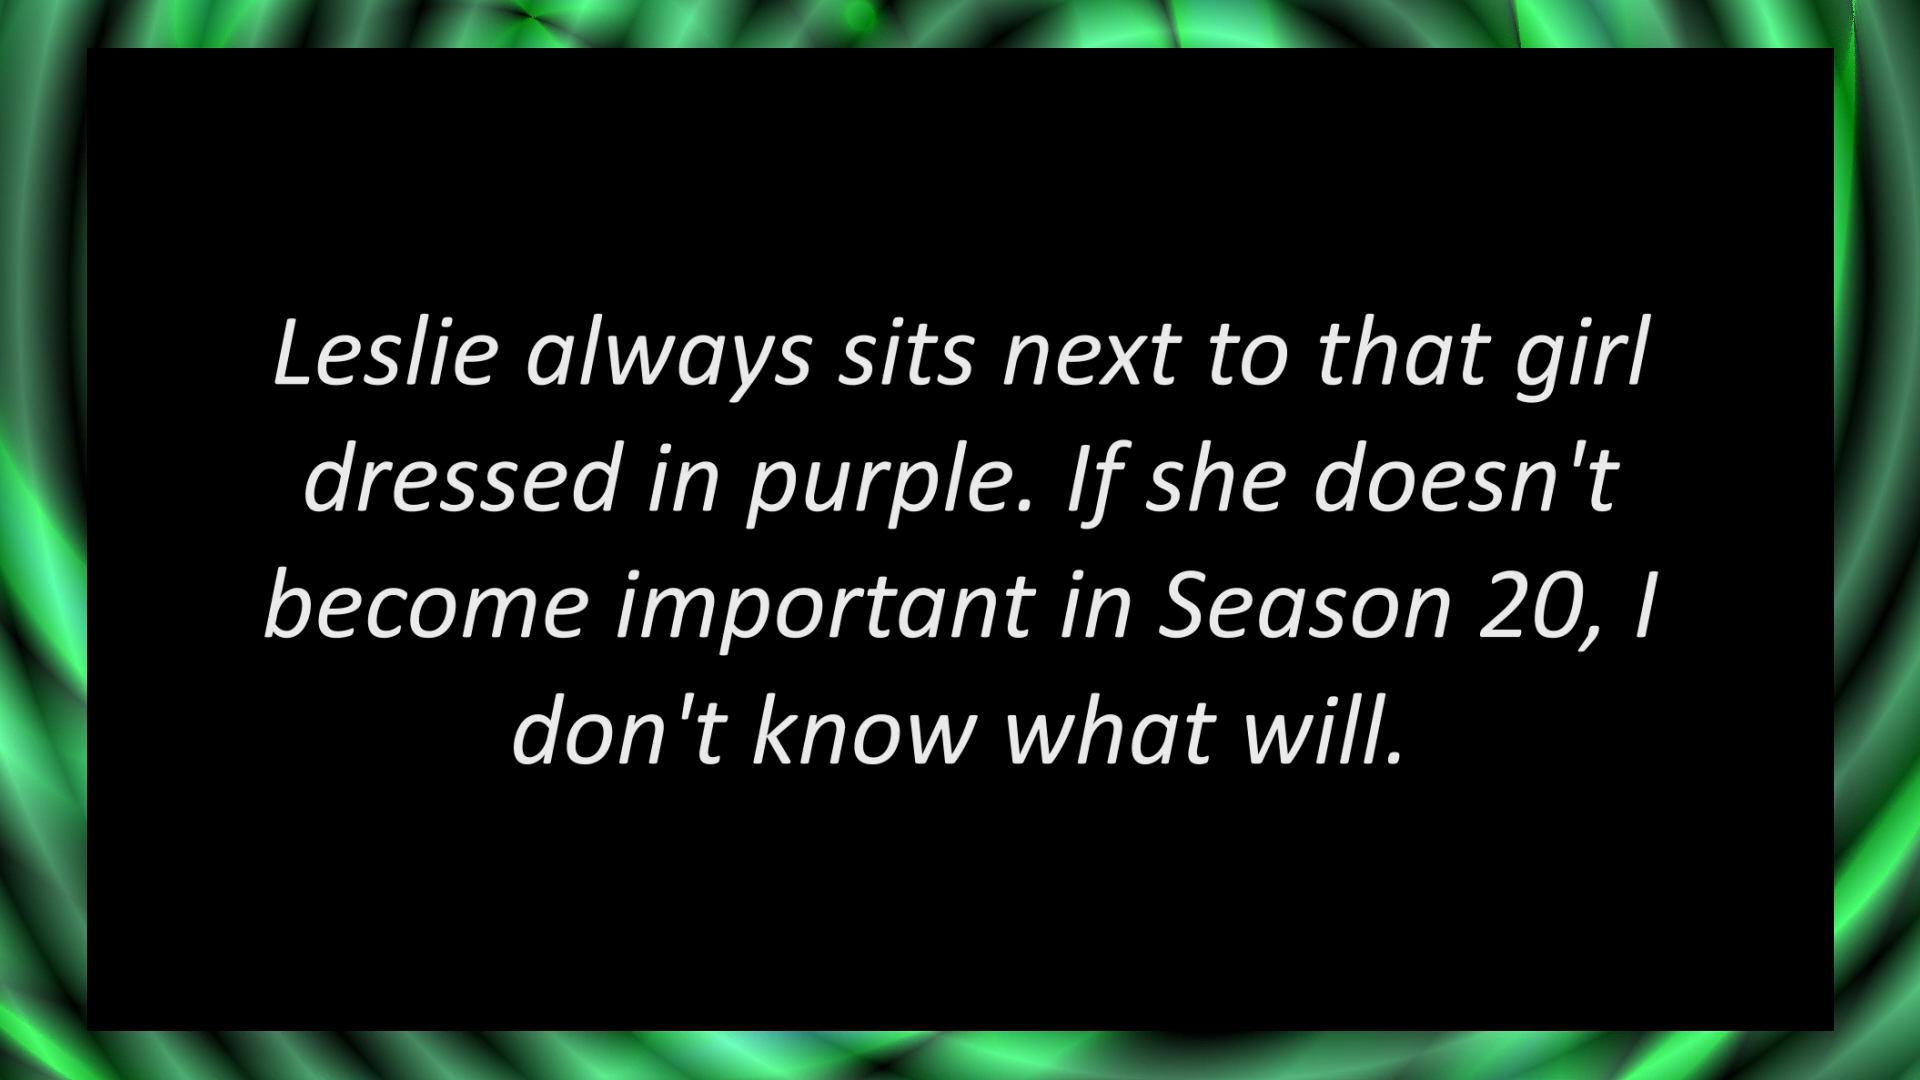 Leslie always sits next to that girl
dressed in purple. If she doesn't
become important in Season 20, I
don't know what will.